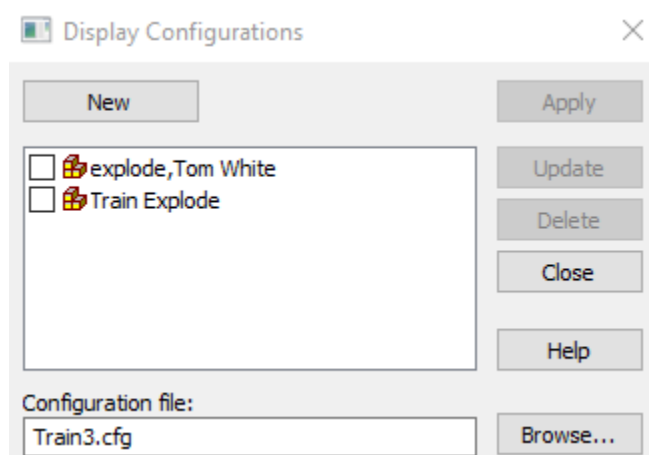 Display Configurations
New
Apply
explode,Tom White
Train Explode
Update
Delete
Close
Help
Configuration file:
Train3.cfg
Browse...